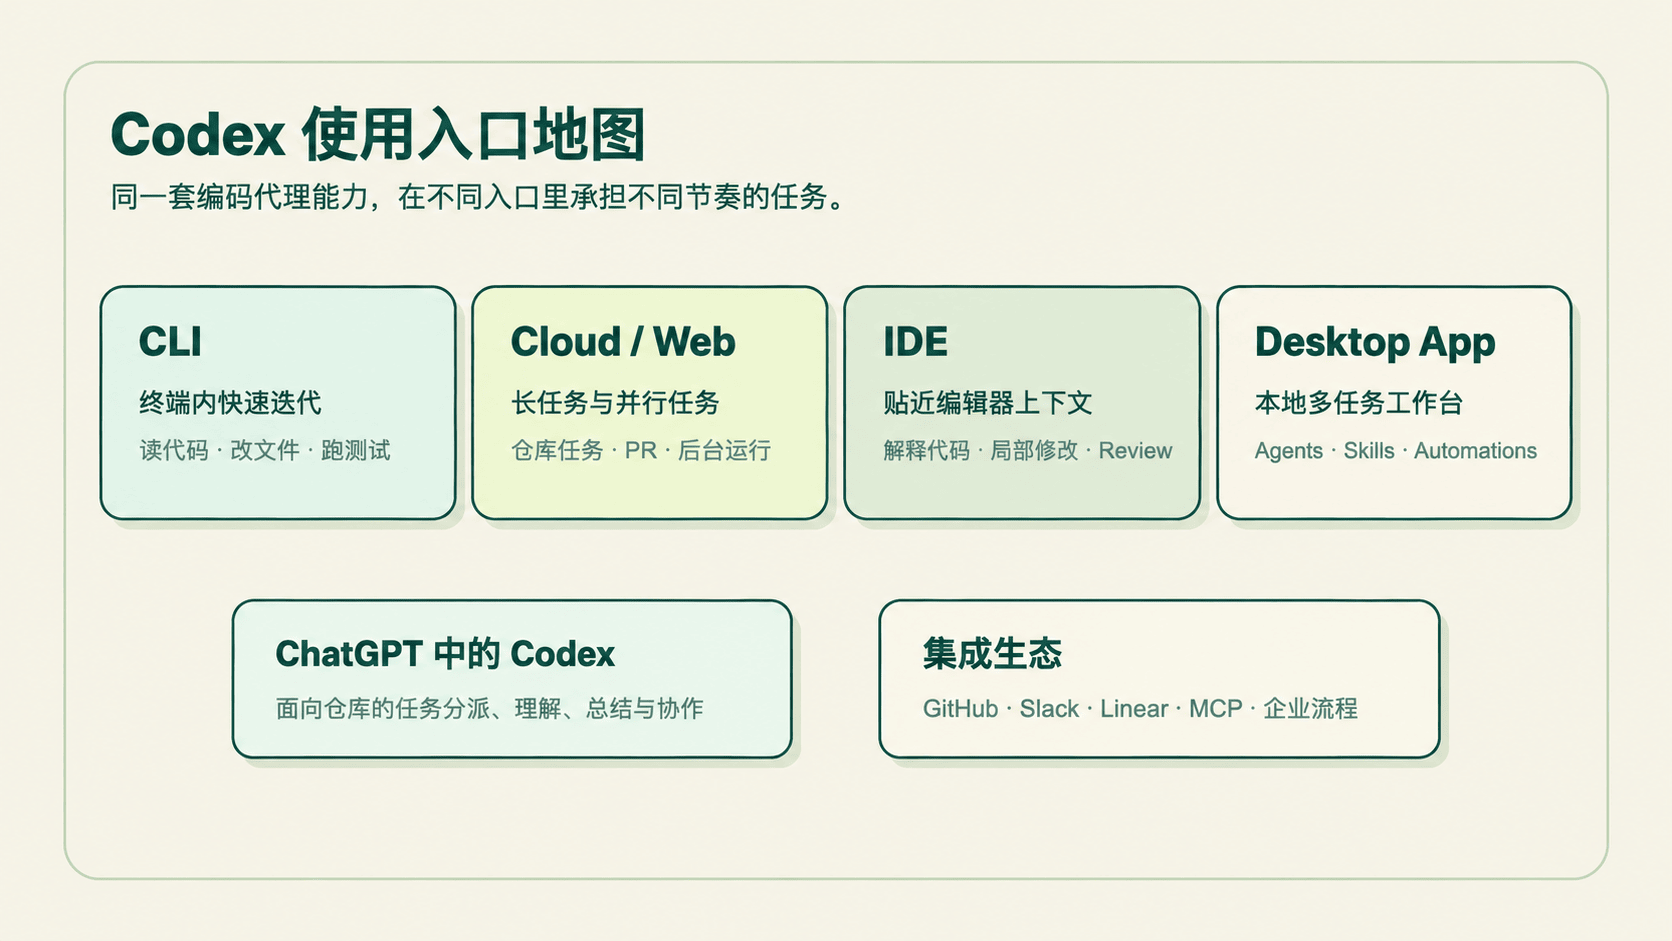 Codex 使用入口地图
同一套编码代理能力，在不同入口里承担不同节奏的任务。
CLI
终端内快速迭代
读代码 · 改文件 · 跑测试
Cloud / Web
长任务与并行任务
仓库任务 · PR · 后台运行
IDE
贴近编辑器上下文
解释代码 · 局部修改 · Review
Desktop App
本地多任务工作台
Agents · Skills · Automations
ChatGPT 中的 Codex
面向仓库的任务分派、理解、总结与协作
集成生态
GitHub · Slack · Linear · MCP · 企业流程